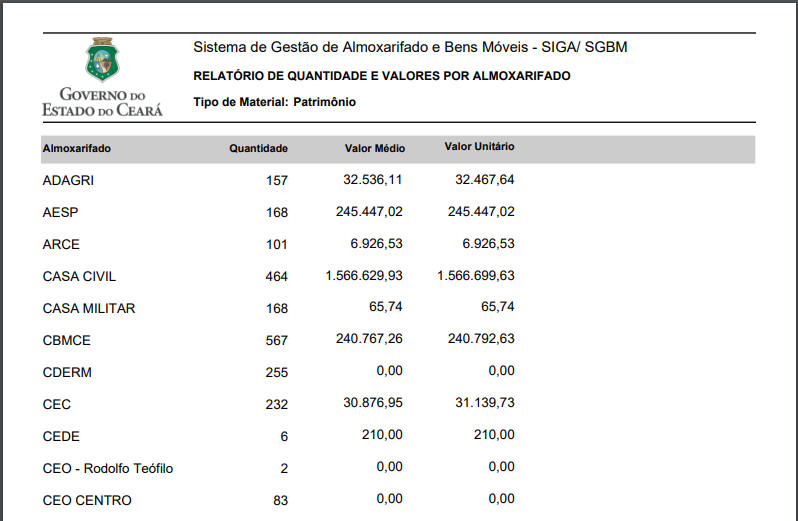 GOVERNO DO
ESTADO DO CEARÁ
Sistema de Gestão de Almoxarifado e Bens Móveis - SIGA/ SGBM
RELATÓRIO DE QUANTIDADE E VALORES POR ALMOXARIFADO
Tipo de Material: Patrimônio
Almoxarifado Quantidade Valor Médio Valor Unitário
ADAGRI 157 32.536,11 32.467,64
AESP 168 245.447,02 245.447,02
ARCE 101 6.926,53 6.926,53
CASA CIVIL 464 1.566.629,93 1.566.699,63
CASA MILITAR 168 65,74 65,74
CBMCE 567 240.767,26 240.792,63
CDERM 255 0,00 0,00
CEC 232 30.876,95 31.139,73
CEDE 6 210,00 210,00
CEO - Rodolfo Teófilo 2 0,00 0,00
CEO CENTRO 83 0,00 0,00